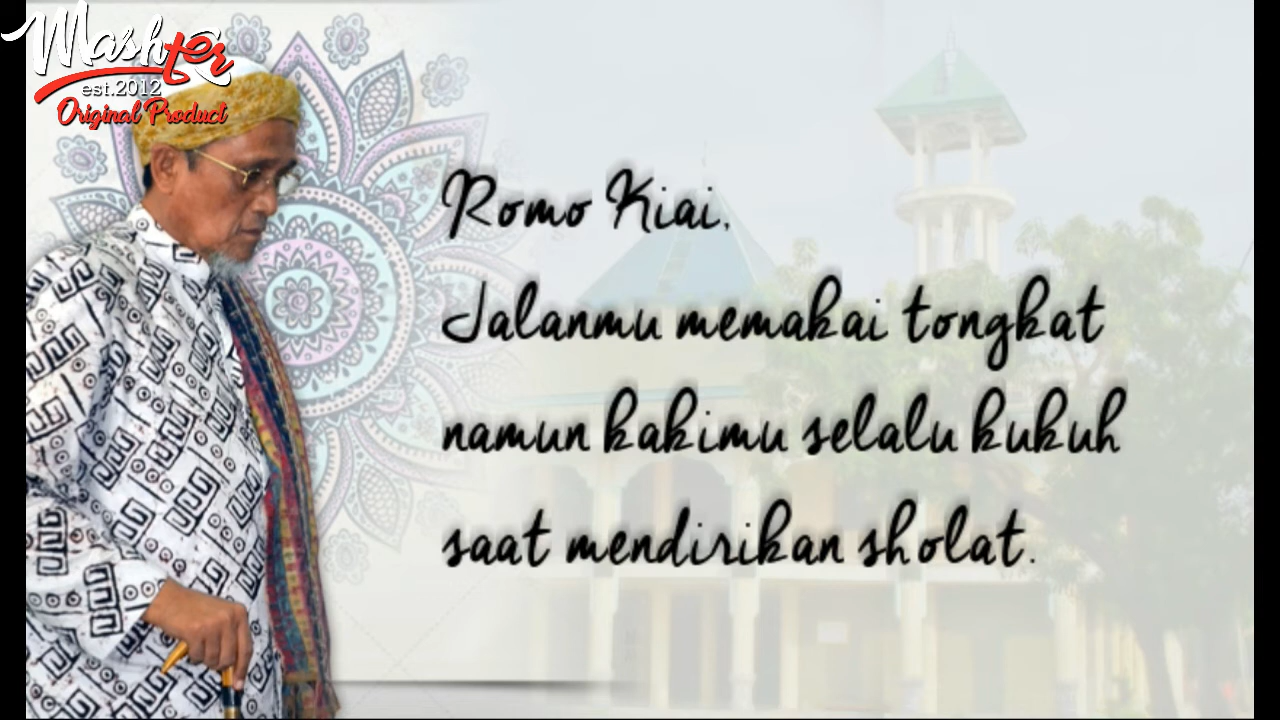 Mashter
est.2012
Original Product
Romo Kiai,
Jalanmu memakai tongkat
namun kakimu selalu kukuh
saat mendirikan sholat.